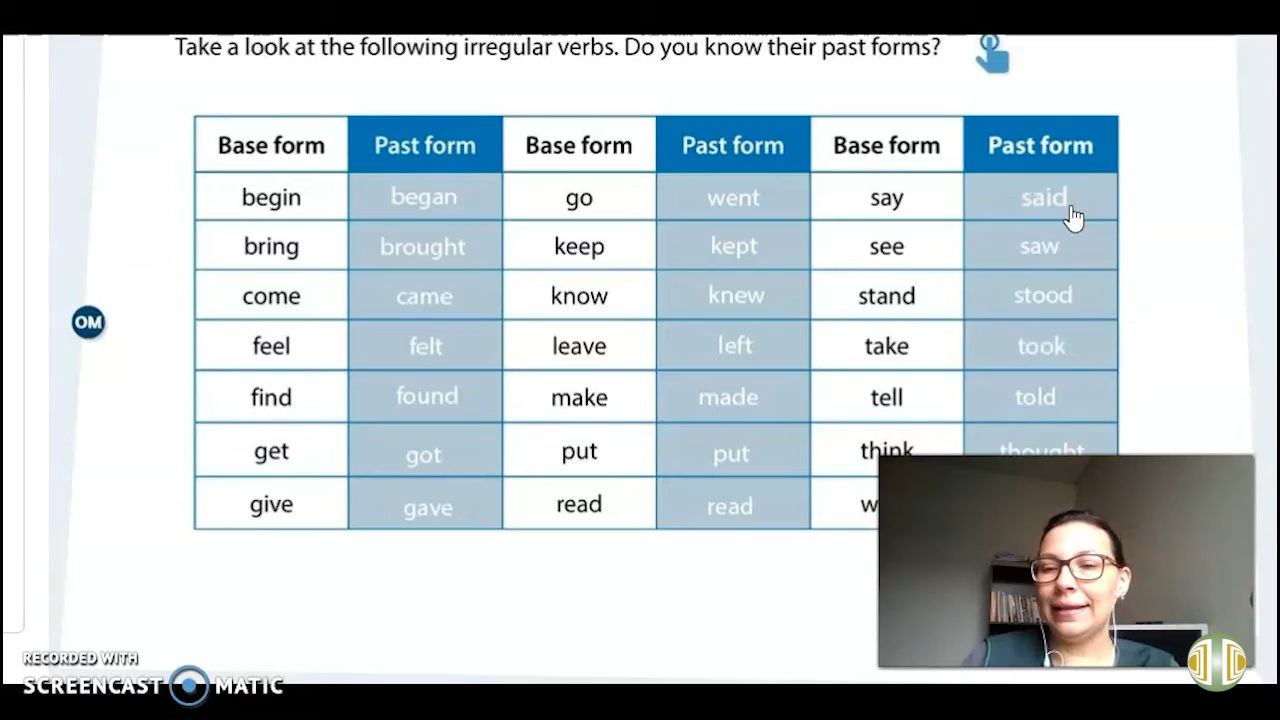 Take a look at the following irregular verbs. Do you know their past forms?
Base form Past form Base form Past form Base form Past form
begin began go went say said
bring brought keep kept see saw
come came know knew stand stood
feel felt leave left take took
find found make made tell told
get got put put think thought
give gave read read w
OM
RECORDED WITH
SCREENCAST MATIC